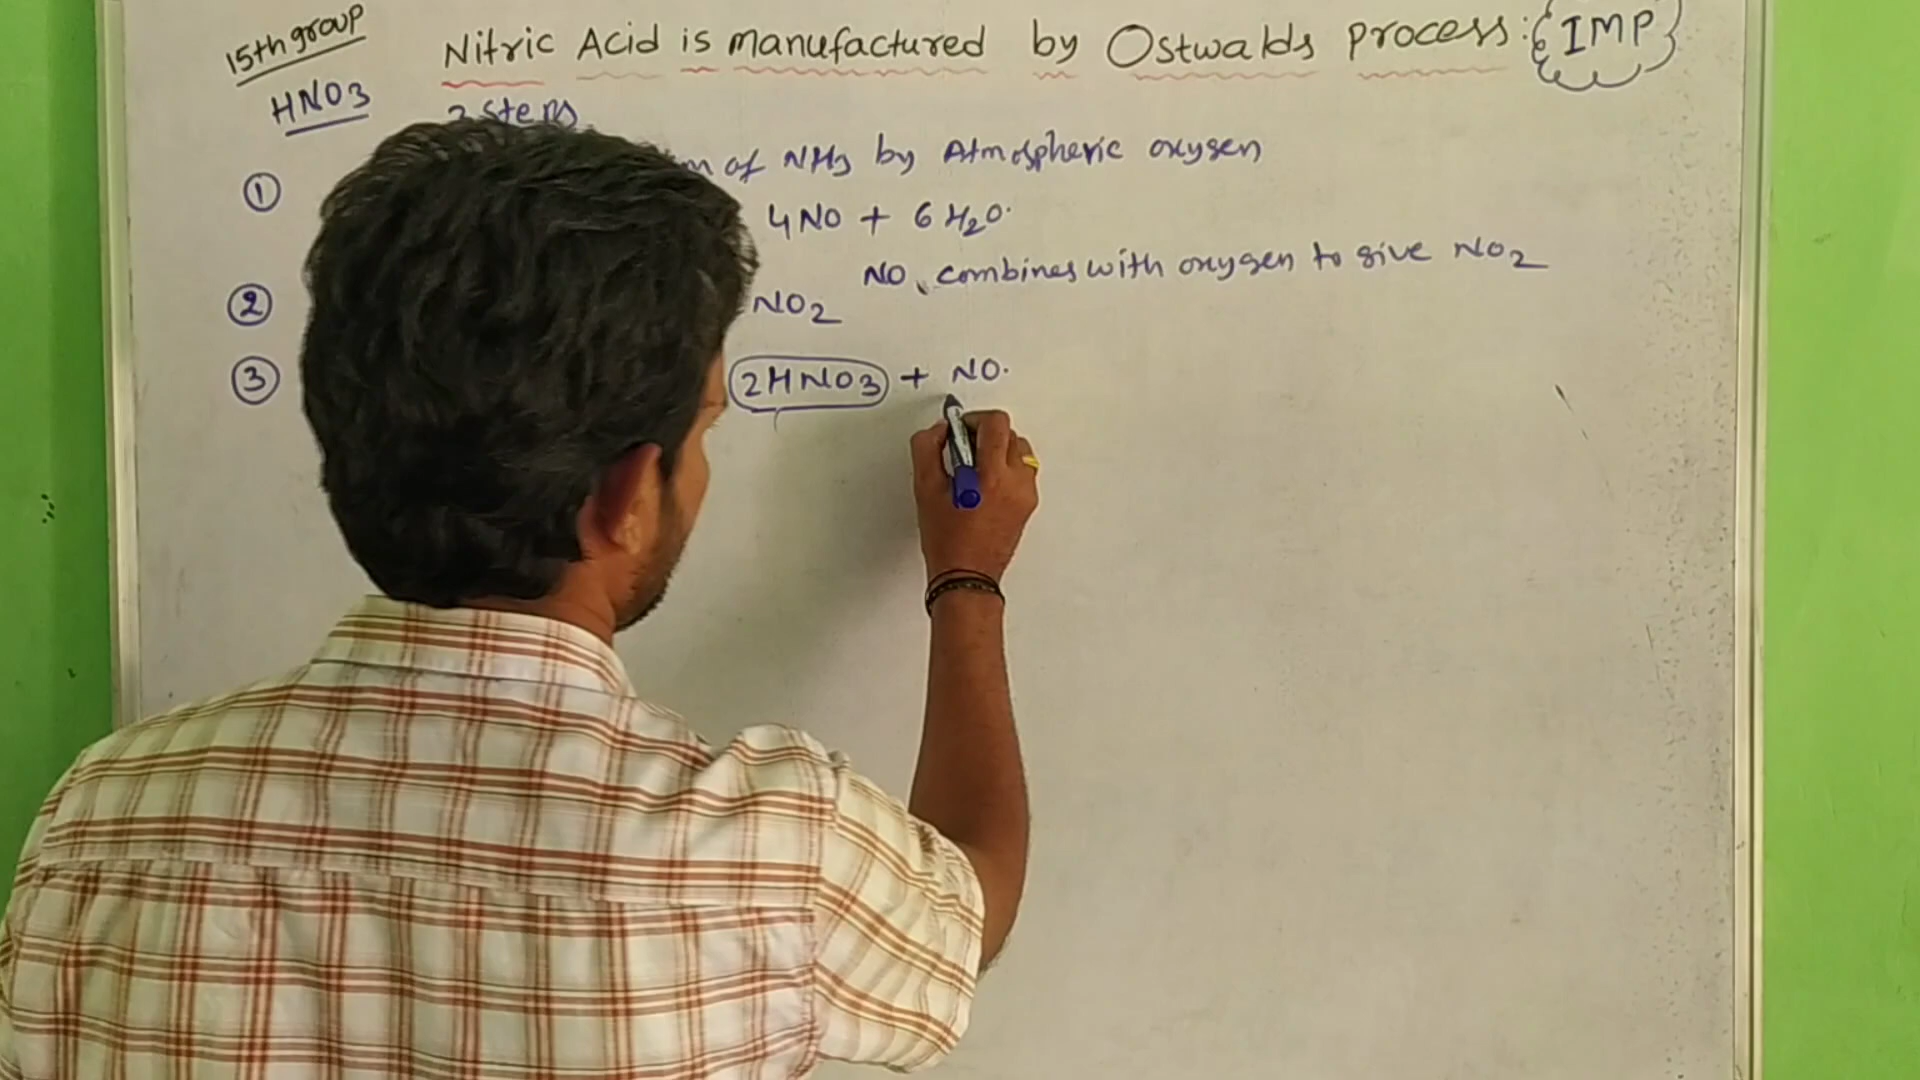 15th group
HNO3
Nitric Acid is manufactured by Ostwalds process: IMP
3 steps
① of NH3 by Atmospheric oxygen
4NO + 6H2O.
NO combines with oxygen to give NO2
② NO2
③ 2HNO3 + NO.